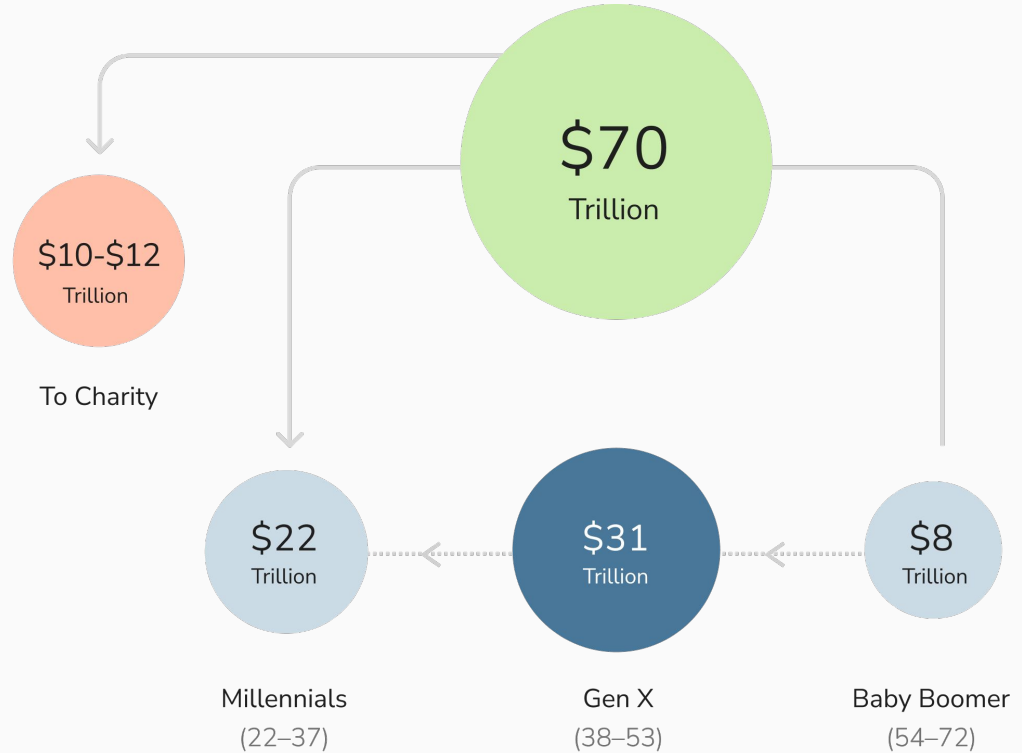 $70
Trillion
$10-$12
Trillion
To Charity
$22
Trillion
$31
Trillion
$8
Trillion
Millennials
(22–37)
Gen X
(38–53)
Baby Boomer
(54–72)